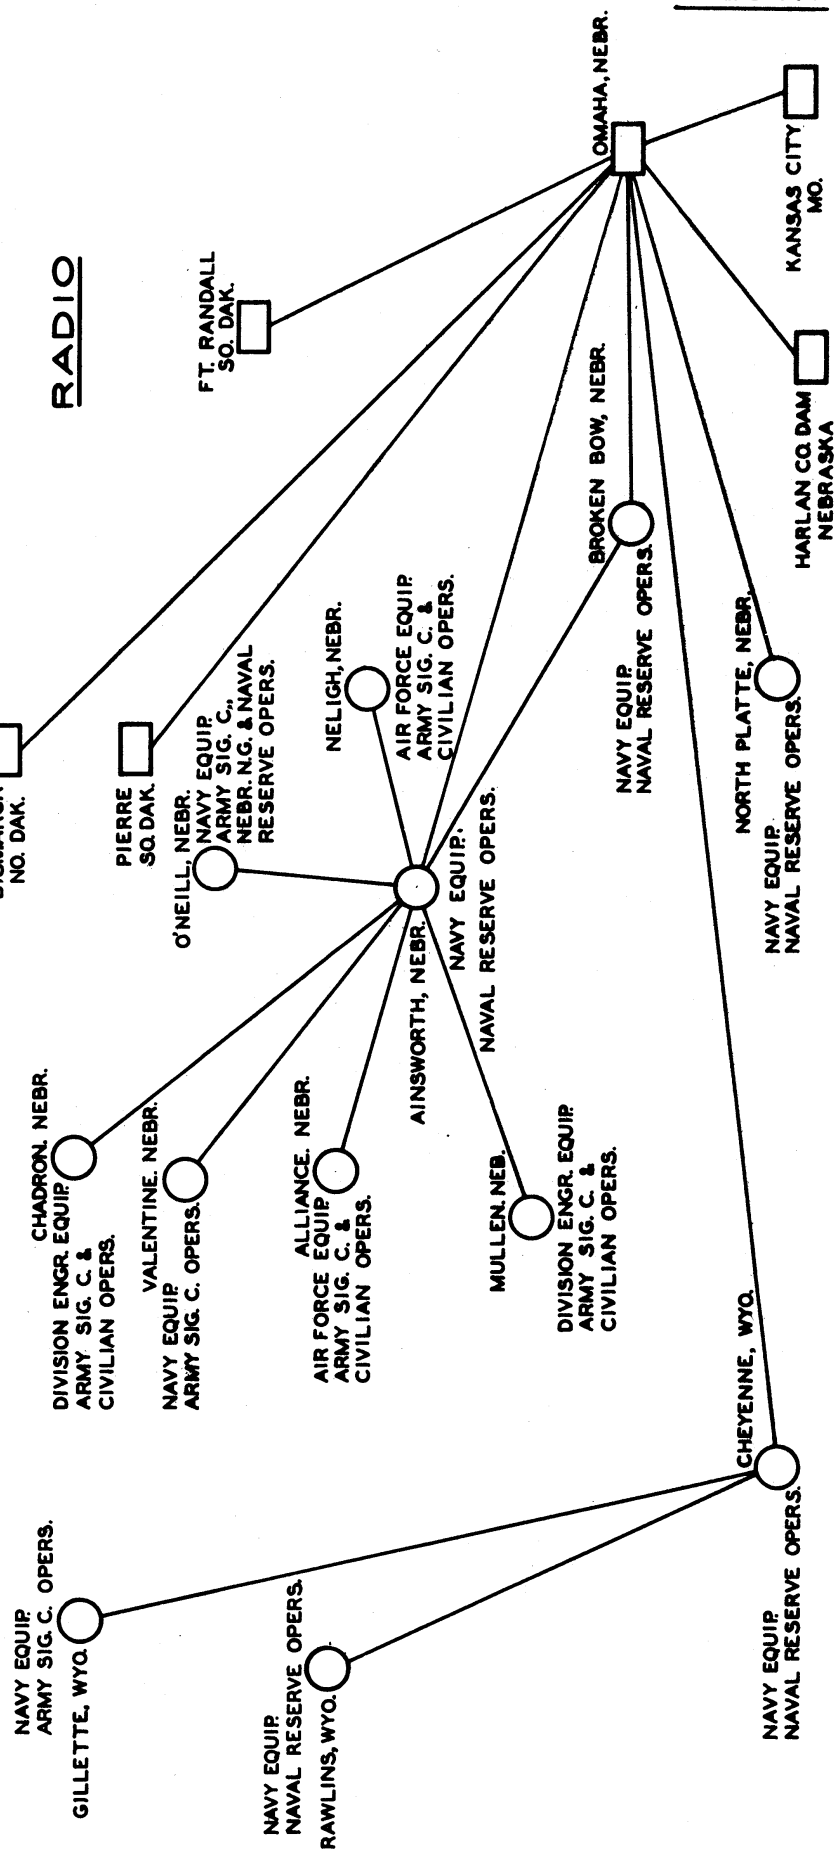 RADIO
NO. DAK.
PIERRE
SO. DAK.
FT. RANDALL
SO. DAK.
OMAHA, NEBR.
KANSAS CITY
MO.
HARLAN CO. DAM
NEBRASKA
BROKEN BOW, NEBR.
NAVY EQUIP.
NAVAL RESERVE OPERS.
NORTH PLATTE, NEBR.
NAVY EQUIP.
NAVAL RESERVE OPERS.
NELIGH, NEBR.
AIR FORCE EQUIP.
ARMY SIG. C. &
CIVILIAN OPERS.
O'NEILL, NEBR.
NAVY EQUIP.
ARMY SIG. C.,
NEBR. N.G. & NAVAL
RESERVE OPERS.
AINSWORTH, NEBR.
NAVY EQUIP.
NAVAL RESERVE OPERS.
CHADRON. NEBR.
DIVISION ENGR. EQUIP.
ARMY SIG. C. &
CIVILIAN OPERS.
VALENTINE. NEBR.
NAVY EQUIP.
ARMY SIG. C. OPERS.
ALLIANCE. NEBR.
AIR FORCE EQUIP.
ARMY SIG. C. &
CIVILIAN OPERS.
MULLEN. NEB.
DIVISION ENGR. EQUIP.
ARMY SIG. C. &
CIVILIAN OPERS.
NAVY EQUIP.
ARMY SIG. C. OPERS.
GILLETTE, WYO.
NAVY EQUIP.
NAVAL RESERVE OPERS.
RAWLINS, WYO.
CHEYENNE, WYO.
NAVY EQUIP.
NAVAL RESERVE OPERS.